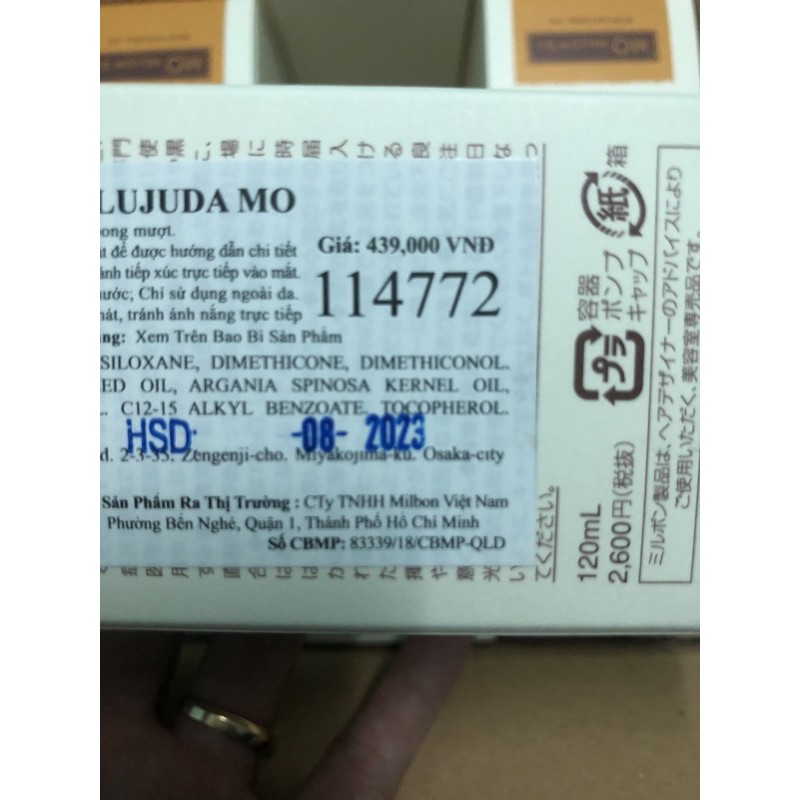 LUJUDA MO
ong mượt.
t để được hướng dẫn chi tiết
ánh tiếp xúc trực tiếp vào mắt.
ước; Chỉ sử dụng ngoài da.
át, tránh ánh nắng trực tiếp
ng: Xem Trên Bao Bì Sản Phẩm
Giá: 439,000 VNĐ
114772
SILOXANE, DIMETHICONE, DIMETHICONOL.
ED OIL, ARGANIA SPINOSA KERNEL OIL,
C12-15 ALKYL BENZOATE, TOCOPHEROL.
HSD: -08- 2023
d. 2-3-35. Zengenji-cho. Miyakojima-ku. Osaka-city
Sản Phẩm Ra Thị Trường : CTy TNHH Milbon Việt Nam
Phường Bến Nghé, Quận 1, Thành Phố Hồ Chí Minh
Số CBMP: 83339/18/CBMP-QLD
てください。
紙 箱
プラ
容器
ポンプ
キャップ
120mL
2,600円(税抜)
ミルボン製品は、ヘアデザイナーのアドバイスにより
ご使用いただく、美容室専売品です。